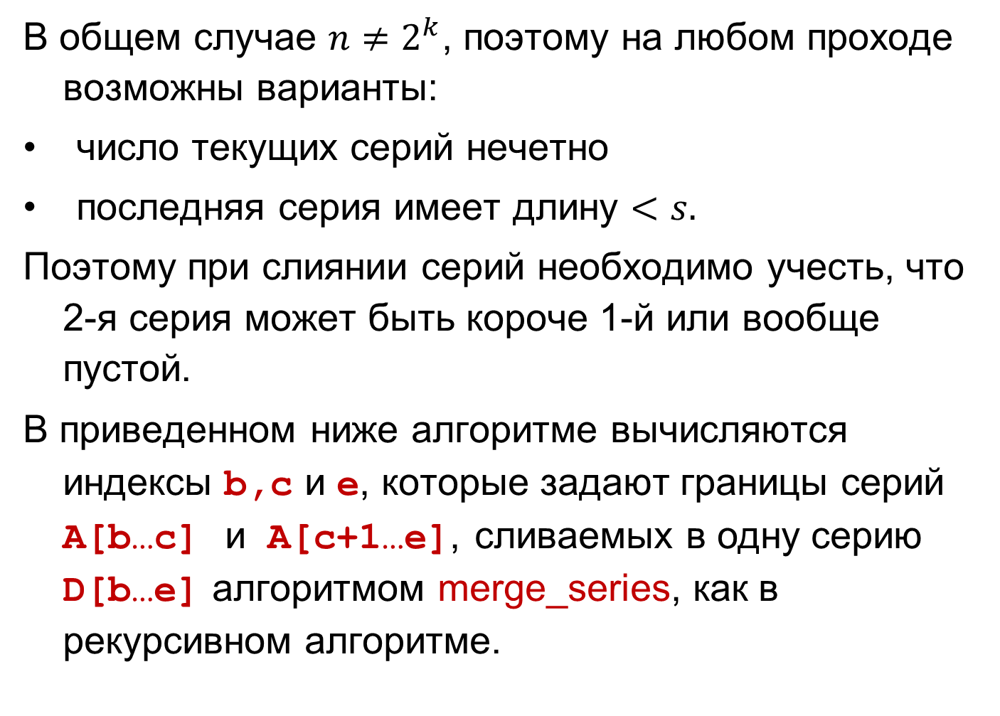 В общем случае n ≠ 2^k, поэтому на любом проходе
возможны варианты:
• число текущих серий нечетно
• последняя серия имеет длину < s.
Поэтому при слиянии серий необходимо учесть, что
2-я серия может быть короче 1-й или вообще
пустой.
В приведенном ниже алгоритме вычисляются
индексы b,c и e, которые задают границы серий
A[b…c] и A[c+1…e], сливаемых в одну серию
D[b…e] алгоритмом merge_series, как в
рекурсивном алгоритме.